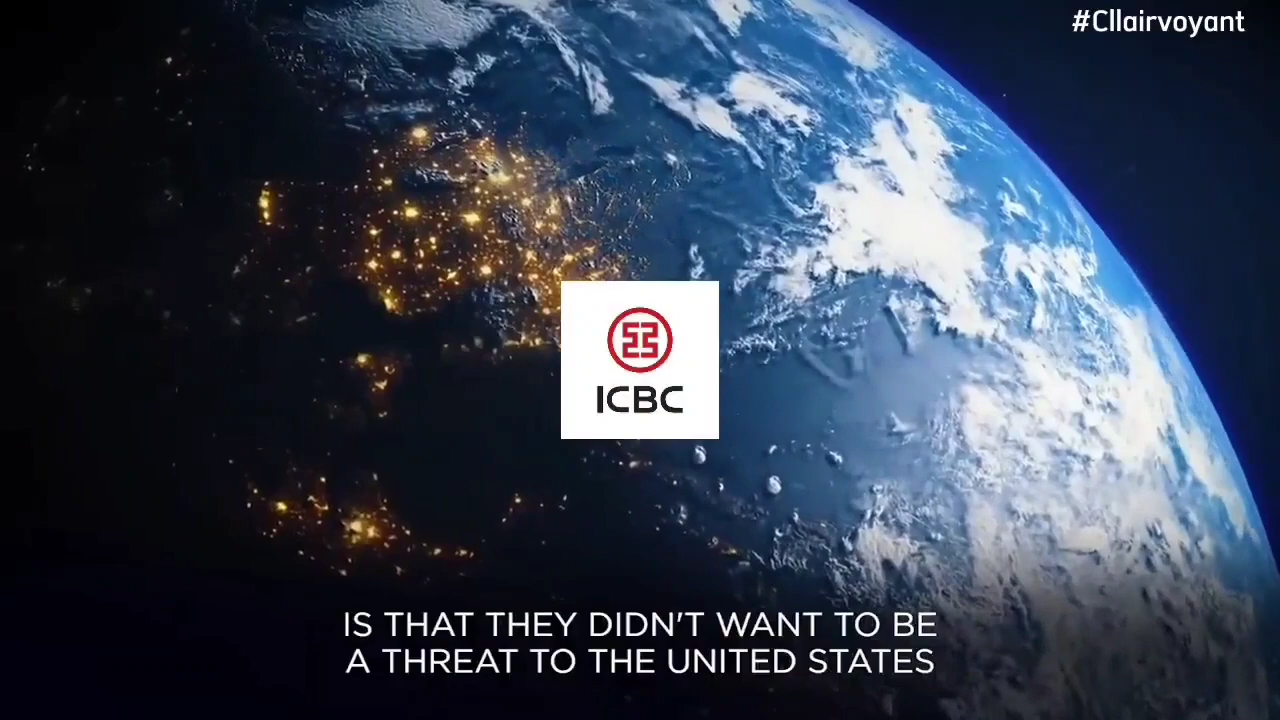 #Cllairvoyant
ICBC
IS THAT THEY DIDN'T WANT TO BE
A THREAT TO THE UNITED STATES